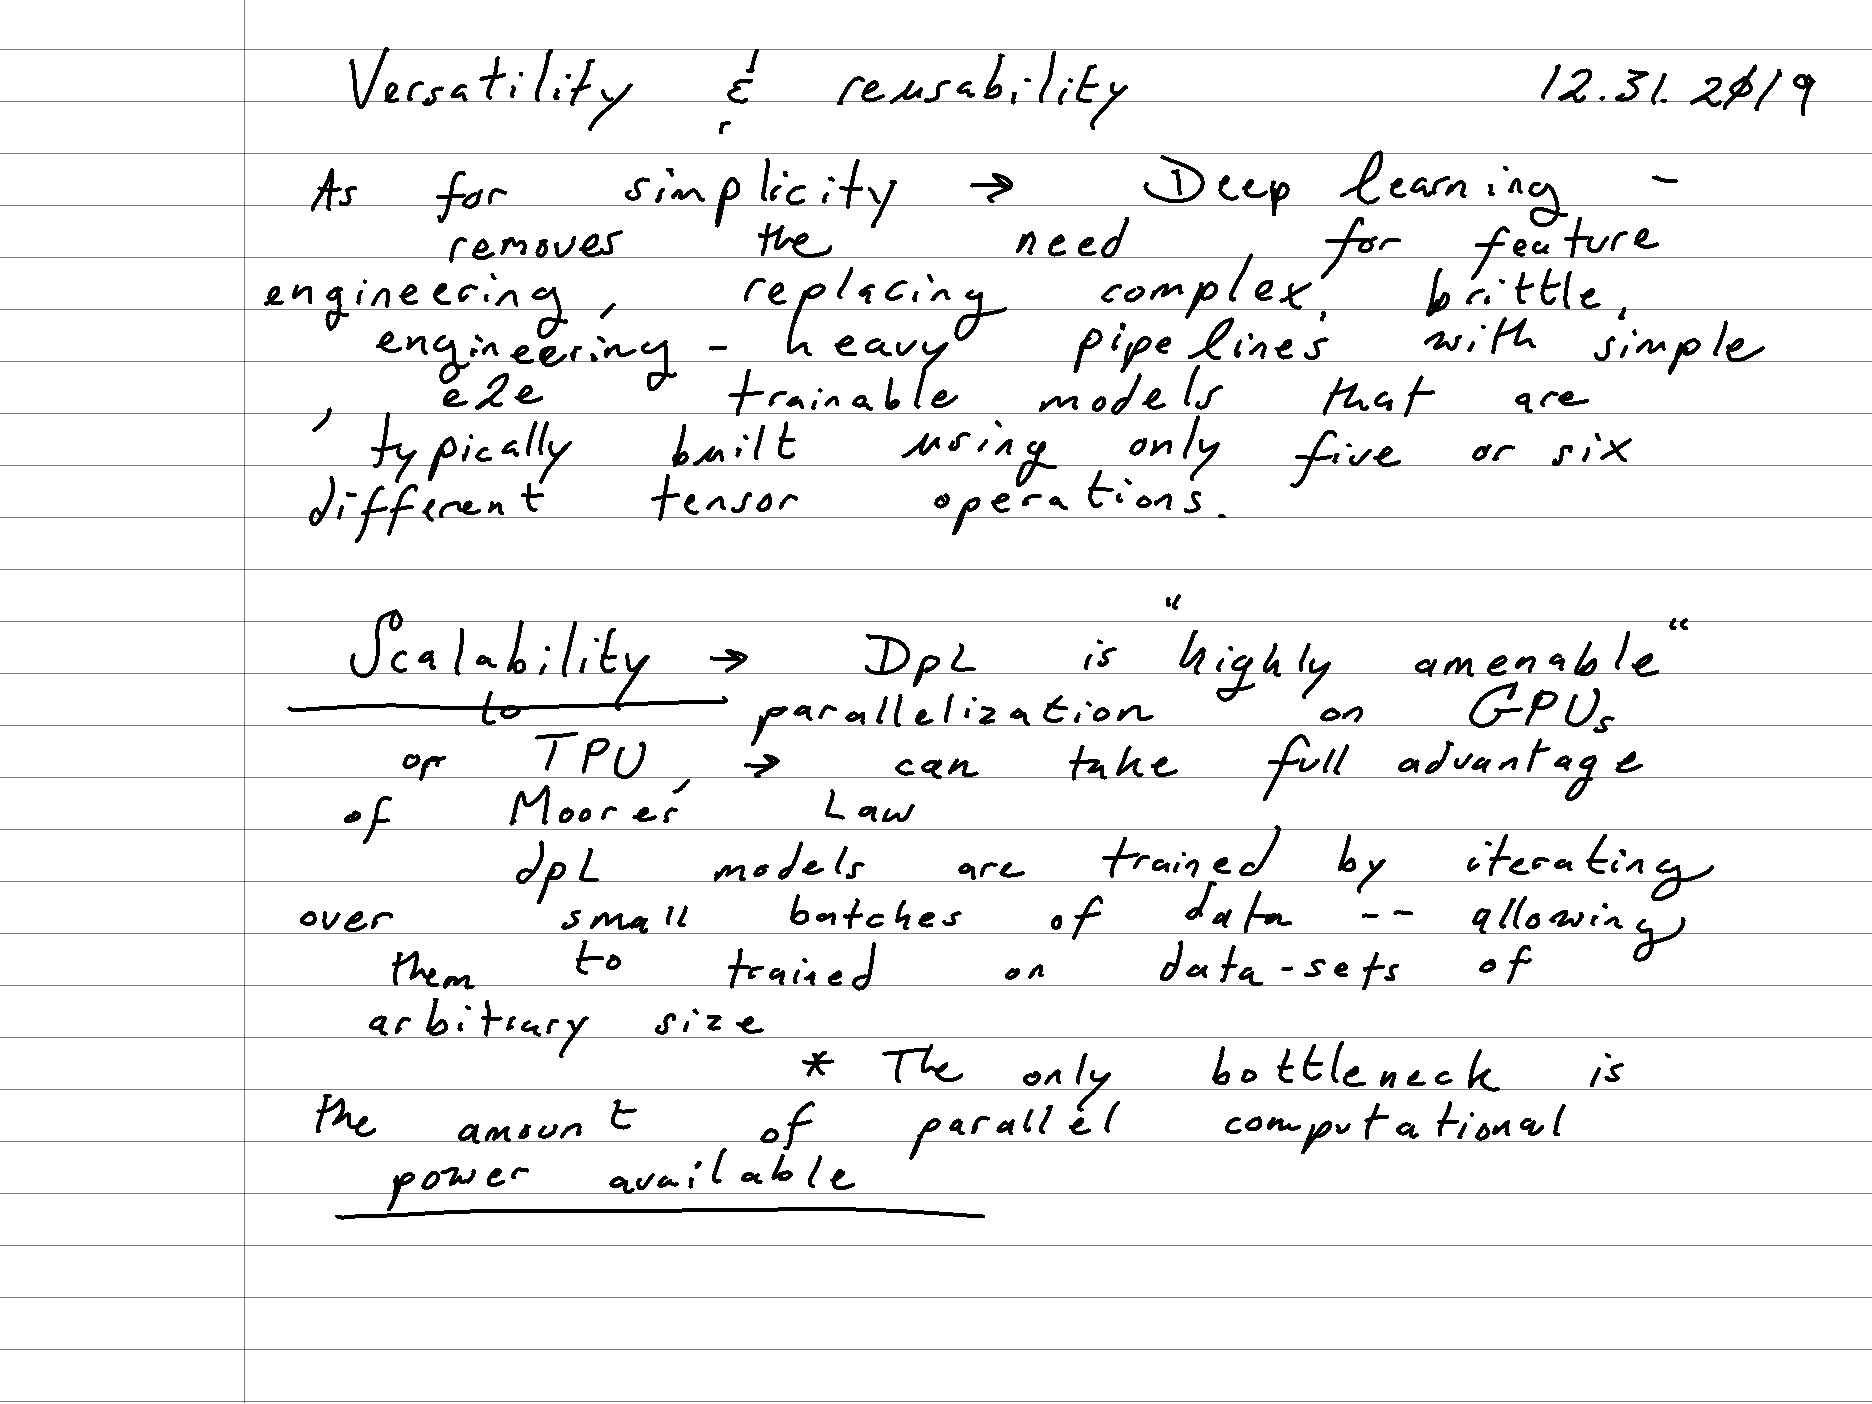 Versatility & reusability 12.31.2019
As for simplicity → Deep learning -
removes the need for feature
engineering, replacing complex, brittle,
engineering-heavy pipelines with simple
, e2e trainable models that are
typically built using only five or six
different tensor operations.
Scalability → DpL is "highly amenable"
to parallelization on GPUs
or TPU, → can take full advantage
of Moore's Law
dpL models are trained by iterating
over small batches of data -- allowing
them to trained on data-sets of
arbitrary size
* The only bottleneck is
the amount of parallel computational
power available